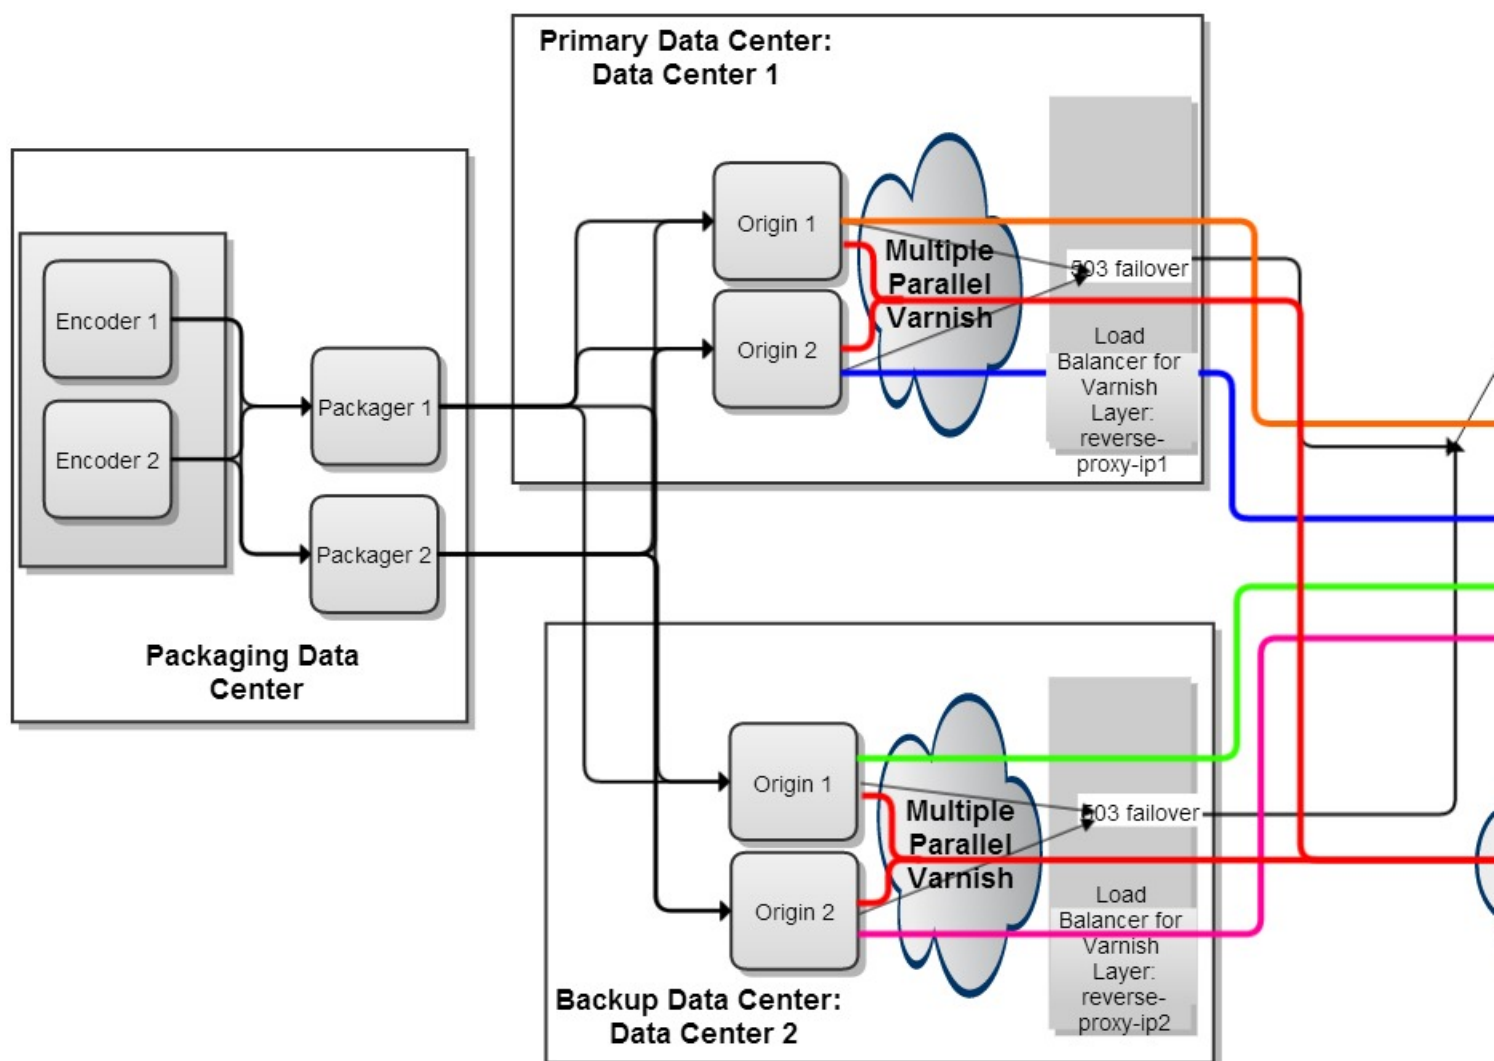 Primary Data Center:
Data Center 1
Origin 1
Origin 2
Multiple
Parallel
Varnish
503 failover
Load
Balancer for
Varnish
Layer:
reverse-
proxy-ip1
Encoder 1
Encoder 2
Packager 1
Packager 2
Packaging Data
Center
Origin 1
Origin 2
Multiple
Parallel
Varnish
503 failover
Load
Balancer for
Varnish
Layer:
reverse-
proxy-ip2
Backup Data Center:
Data Center 2